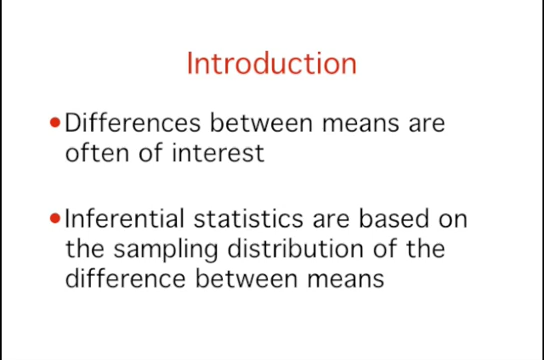 Introduction
•Differences between means are
often of interest
•Inferential statistics are based on
the sampling distribution of the
difference between means